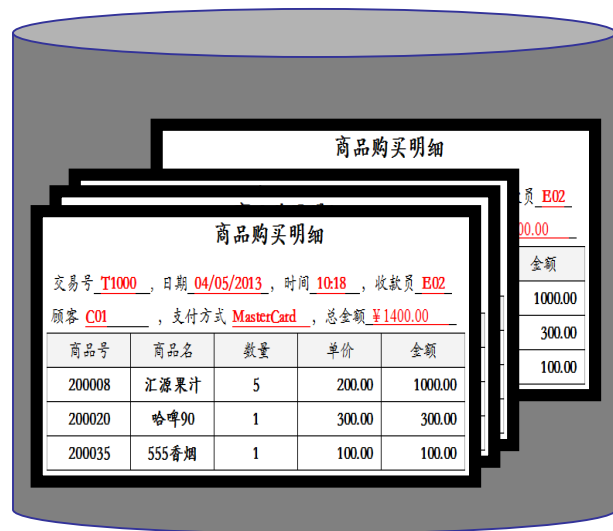 商品购买明细
员 E02
00.00
金额
1000.00
300.00
100.00
商品购买明细
交易号 T1000 ，日期 04/05/2013 ，时间 10:18 ，收款员 E02
顾客 C01 ，支付方式 MasterCard ，总金额 ￥1400.00
商品号 商品名 数量 单价 金额
200008 汇源果汁 5 200.00 1000.00
200020 哈啤90 1 300.00 300.00
200035 555香烟 1 100.00 100.00